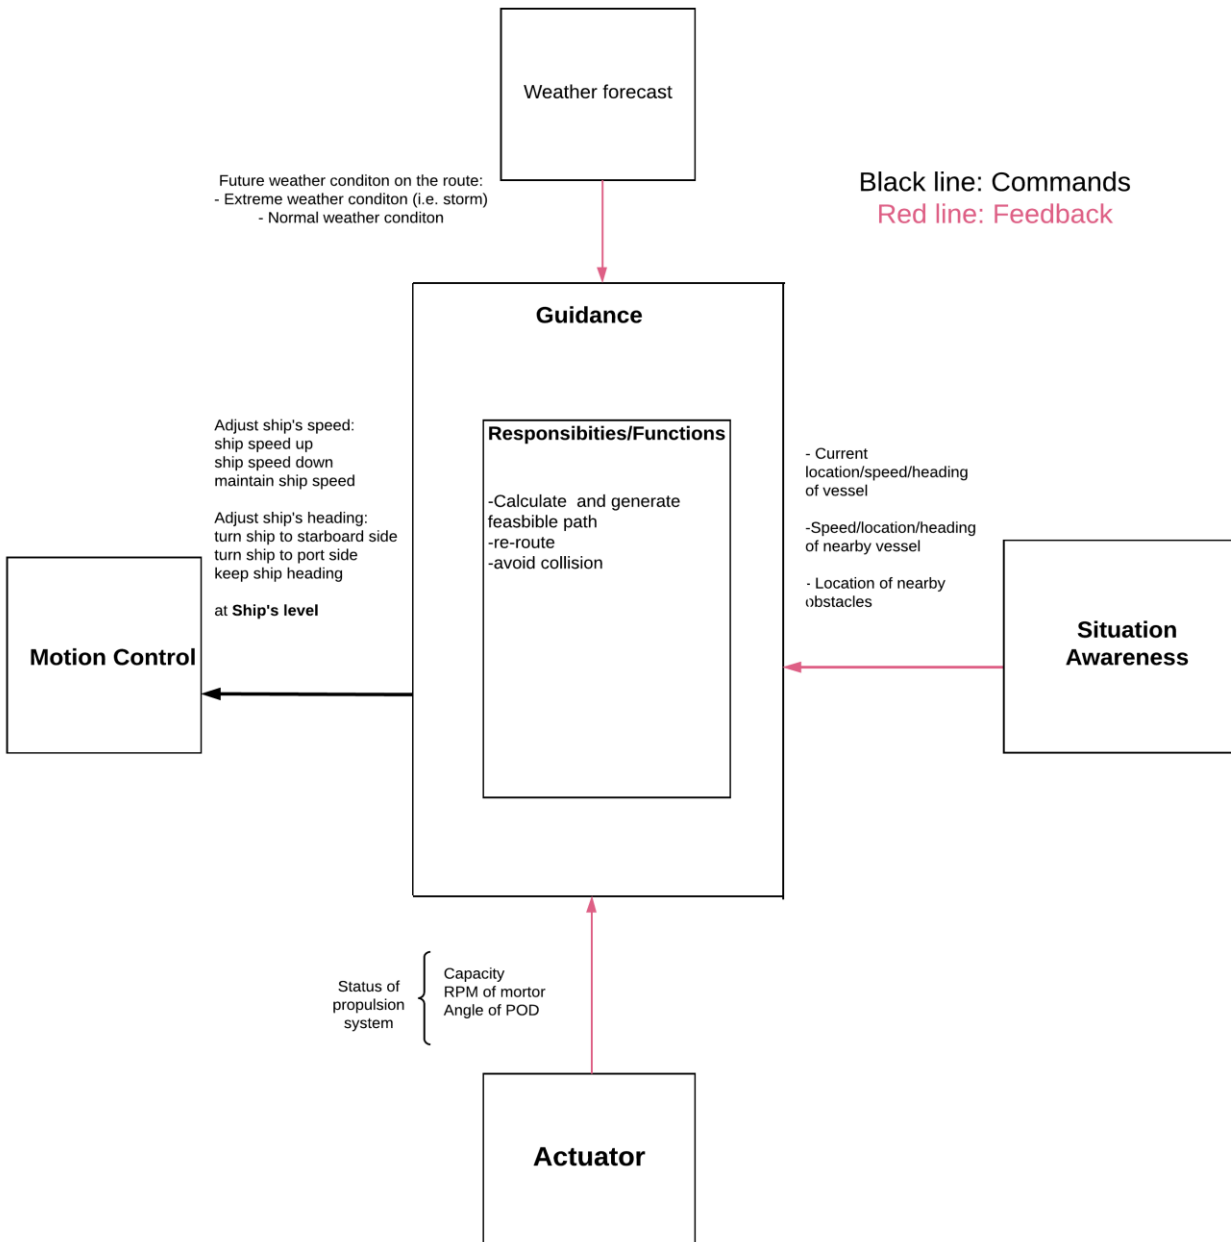 Weather forecast
Future weather conditon on the route:
- Extreme weather conditon (i.e. storm)
- Normal weather conditon
Black line: Commands
Red line: Feedback
Guidance
Responsibities/Functions
-Calculate and generate
feasbible path
-re-route
-avoid collision
Adjust ship's speed:
ship speed up
ship speed down
maintain ship speed
Adjust ship's heading:
turn ship to starboard side
turn ship to port side
keep ship heading
at Ship's level
Motion Control
- Current
location/speed/heading
of vessel
-Speed/location/heading
of nearby vessel
- Location of nearby
obstacles
Situation
Awareness
Status of
propulsion
system
Capacity
RPM of mortor
Angle of POD
Actuator